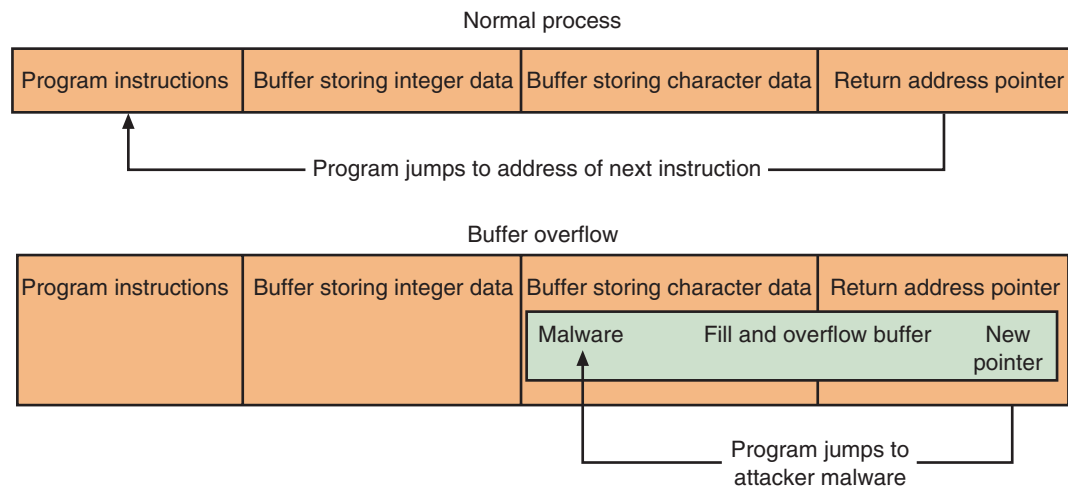 Normal process
Program instructions
Buffer storing integer data
Buffer storing character data
Return address pointer
Program jumps to address of next instruction
Buffer overflow
Program instructions
Buffer storing integer data
Buffer storing character data
Return address pointer
Malware
Fill and overflow buffer
New
pointer
Program jumps to
attacker malware